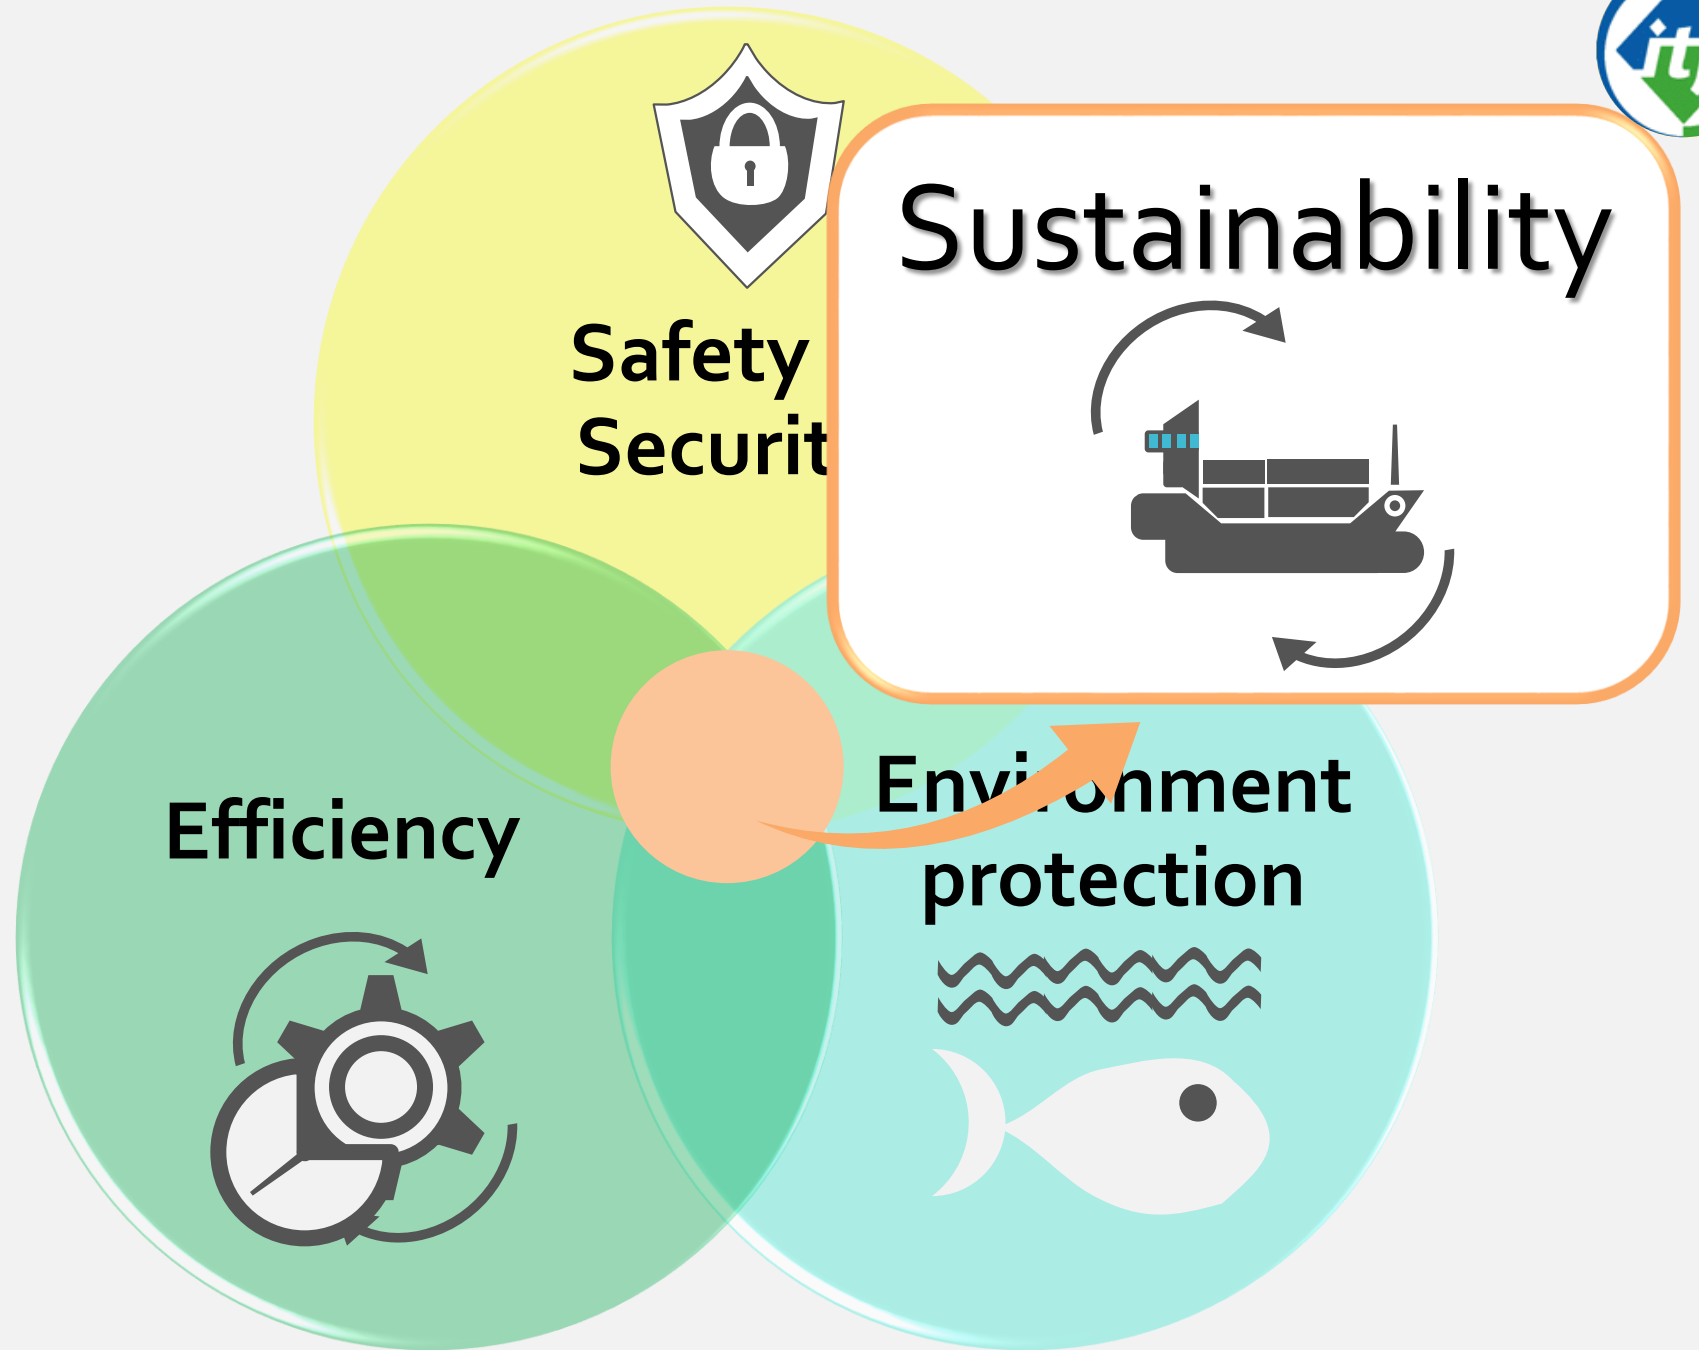 Sustainability
Safety
Securit
Environment
protection
Efficiency